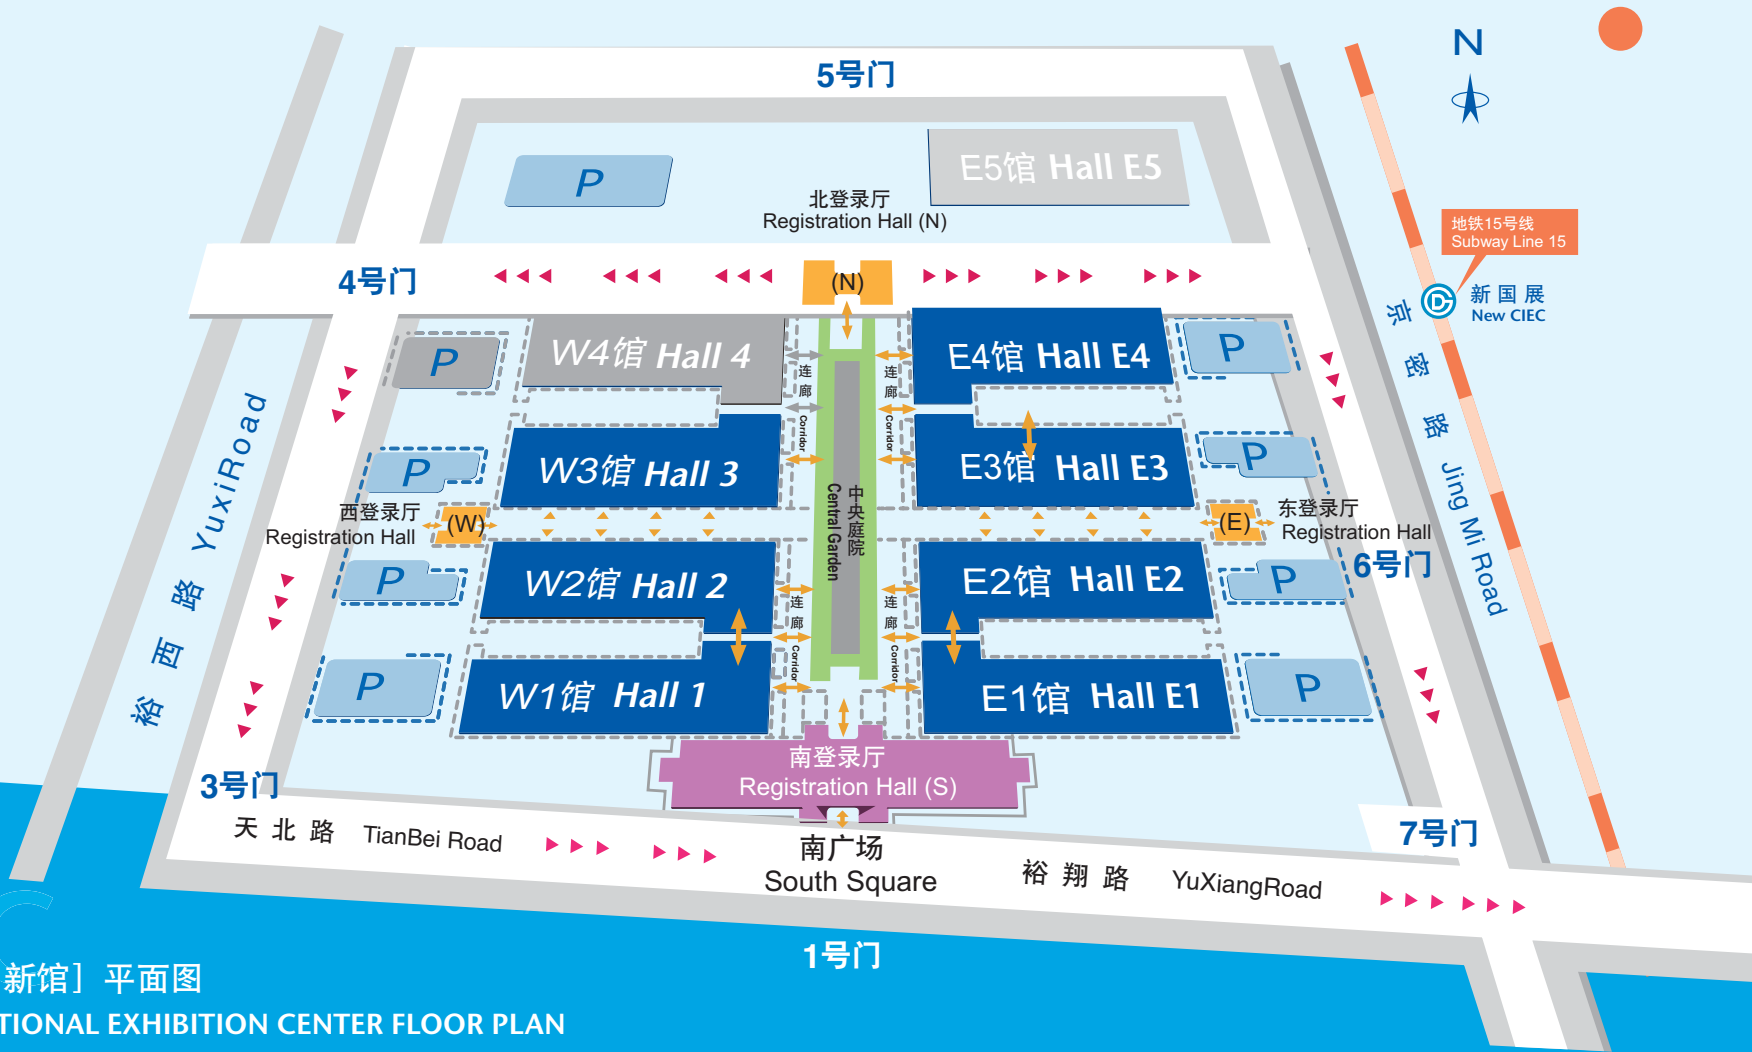 5号门
N
P
E5馆 Hall E5
北登录厅
Registration Hall (N)
地铁15号线
Subway Line 15
4号门
(N)
新国展
New CIEC
P
W4馆 Hall 4
连廊
Corridor
连廊
Corridor
E4馆 Hall E4
P
P
W3馆 Hall 3
E3馆 Hall E3
P
中央庭院
Central Garden
西登录厅
Registration Hall
(W)
(E)
东登录厅
Registration Hall
6号门
P
W2馆 Hall 2
连廊
Corridor
连廊
Corridor
E2馆 Hall E2
P
P
W1馆 Hall 1
E1馆 Hall E1
P
裕西路 YuxiRoad
京密路 Jing Mi Road
南登录厅
Registration Hall (S)
3号门
天北路 TianBei Road
南广场
South Square
裕翔路 YuXiangRoad
7号门
1号门
新馆］平面图
TIONAL EXHIBITION CENTER FLOOR PLAN